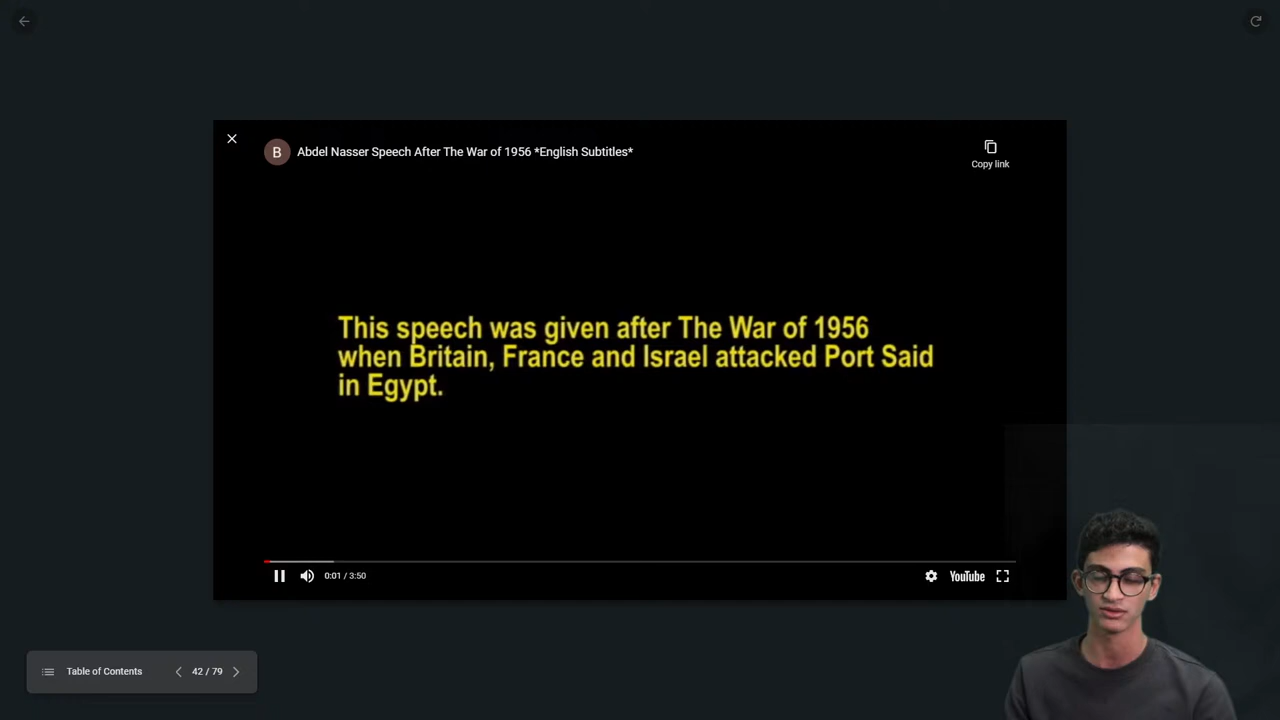 B
Abdel Nasser Speech After The War of 1956 *English Subtitles*
Copy link
This speech was given after The War of 1956
when Britain, France and Israel attacked Port Said
in Egypt.
0:01 / 3:50
YouTube
Table of Contents
42 / 79